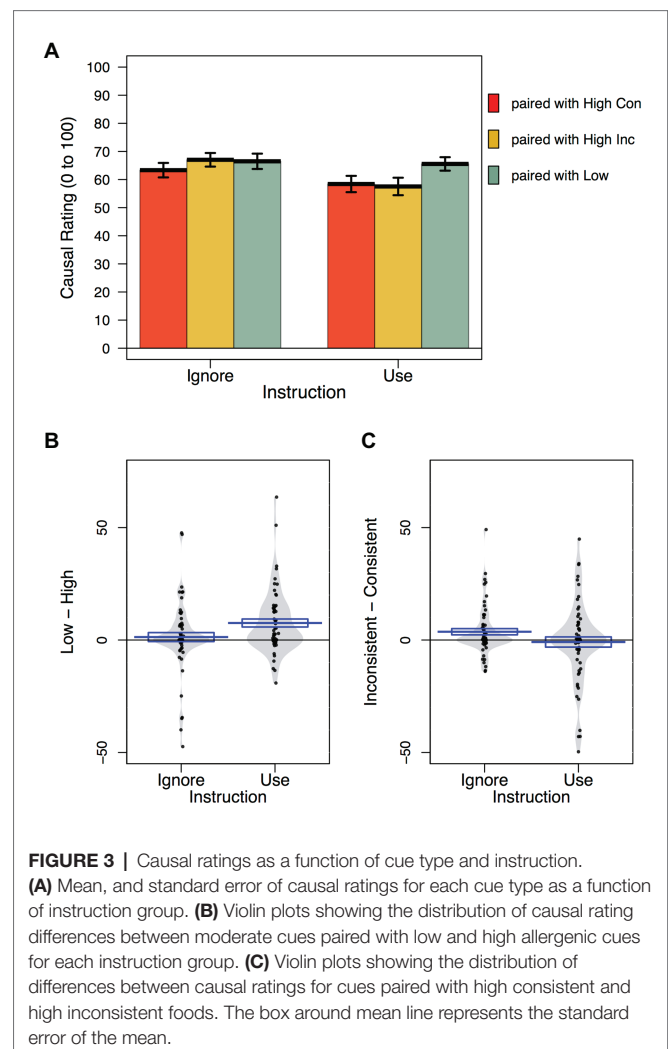 A
100
90
80
70
60
50
40
30
20
10
0
Causal Rating (0 to 100)
paired with High Con
paired with High Inc
paired with Low
Ignore
Use
Instruction
B
50
0
−50
Low − High
Ignore
Use
Instruction
C
50
0
−50
Inconsistent − Consistent
Ignore
Use
Instruction
FIGURE 3 | Causal ratings as a function of cue type and instruction.
(A) Mean, and standard error of causal ratings for each cue type as a function
of instruction group. (B) Violin plots showing the distribution of causal rating
differences between moderate cues paired with low and high allergenic cues
for each instruction group. (C) Violin plots showing the distribution of
differences between causal ratings for cues paired with high consistent and
high inconsistent foods. The box around mean line represents the standard
error of the mean.